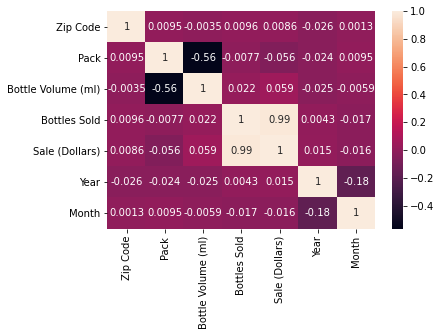 Zip Code 1 0.0095 -0.0035 0.0096 0.0086 -0.026 0.0013
Pack 0.0095 1 -0.56 -0.0077 -0.056 -0.024 0.0095
Bottle Volume (ml) -0.0035 -0.56 1 0.022 0.059 -0.025 -0.0059
Bottles Sold 0.0096 -0.0077 0.022 1 0.99 0.0043 -0.017
Sale (Dollars) 0.0086 -0.056 0.059 0.99 1 0.015 -0.016
Year -0.026 -0.024 -0.025 0.0043 0.015 1 -0.18
Month 0.0013 0.0095 -0.0059 -0.017 -0.016 -0.18 1
Zip Code
Pack
Bottle Volume (ml)
Bottles Sold
Sale (Dollars)
Year
Month
1.0
0.8
0.6
0.4
0.2
0.0
−0.2
−0.4